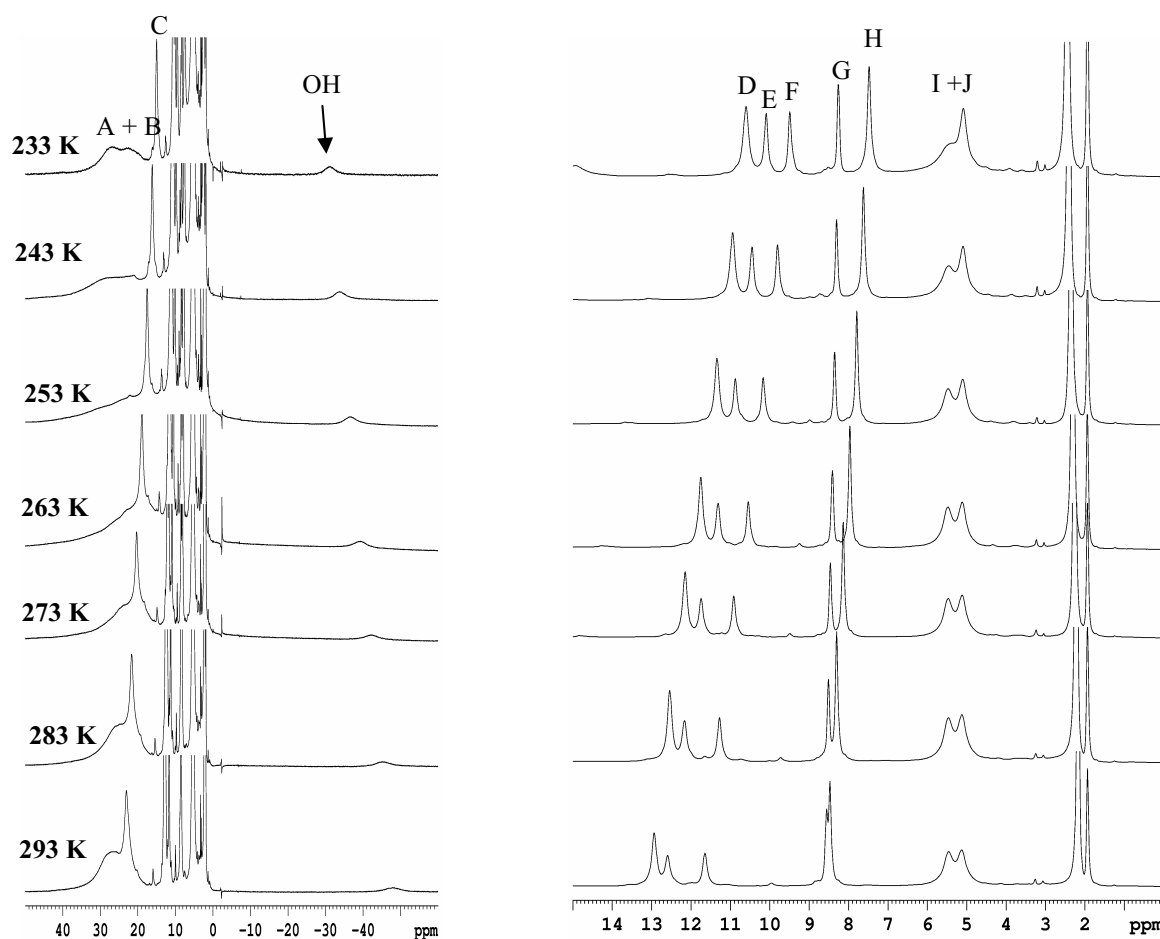 C
OH
A + B
233 K
243 K
253 K
263 K
273 K
283 K
293 K
40 30 20 10 0 -10 -20 -30 -40 ppm
H
D E F G I +J
14 13 12 11 10 9 8 7 6 5 4 3 2 ppm